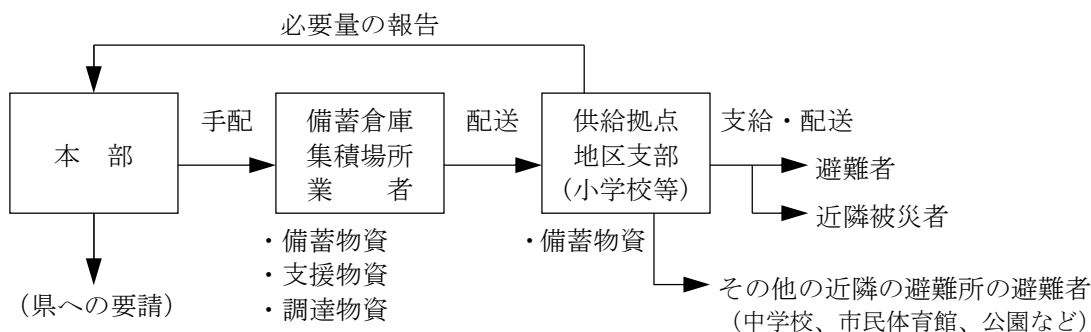 必要量の報告
本 部
手配
備蓄倉庫
集積場所
業 者
配送
供給拠点
地区支部
(小学校等)
支給・配送
避難者
近隣被災者
・備蓄物資
・支援物資
・調達物資
・備蓄物資
(県への要請)
その他の近隣の避難所の避難者
(中学校、市民体育館、公園など)